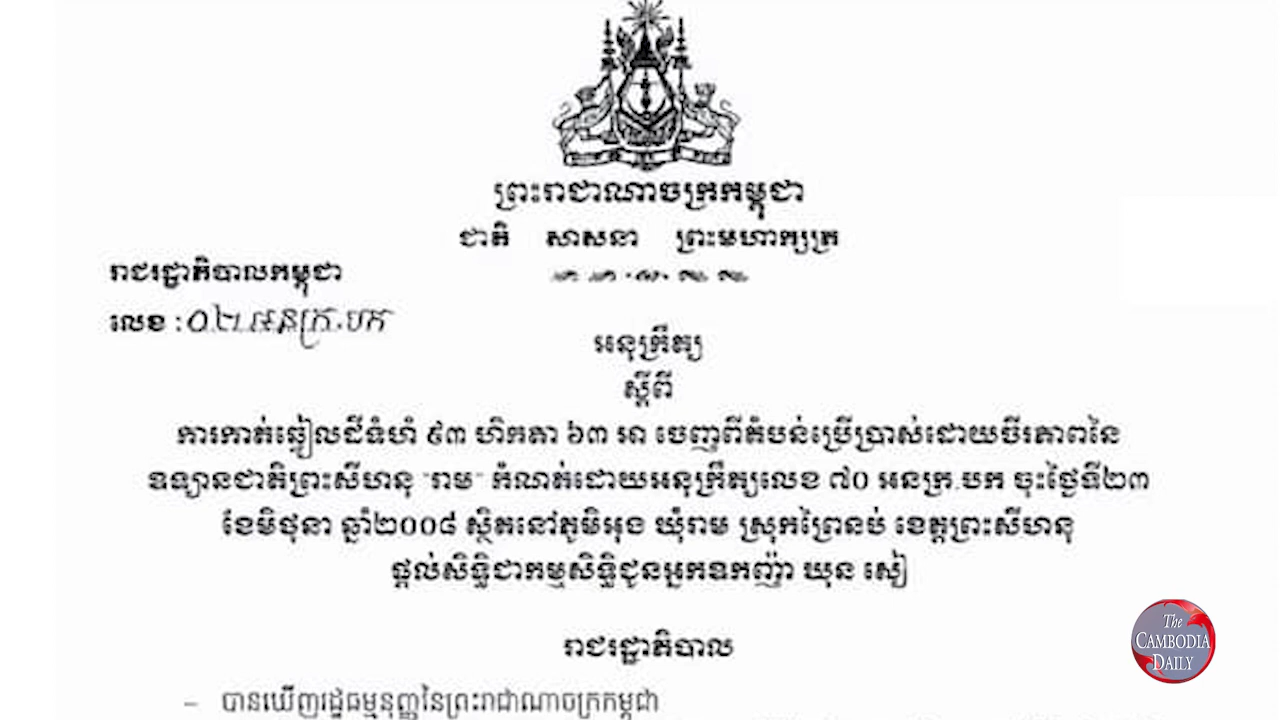 ព្រះរាជាណាចក្រកម្ពុជា
ជាតិ សាសនា ព្រះមហាក្សត្រ
រាជរដ្ឋាភិបាលកម្ពុជា
លេខ : ០២ អនក្រ.បក
អនុក្រឹត្យ
ស្តីពី
ការកាត់ឆ្វៀលដីទំហំ ៩៣ ហិកតា ៦៣ អា ចេញពីតំបន់ប្រើប្រាស់ដោយចីរភាពនៃ
ឧទ្យានជាតិព្រះសីហនុ "រាម" កំណត់ដោយអនុក្រឹត្យលេខ ៧០ អនក្រ.បក ចុះថ្ងៃទី២៣
ខែមិថុនា ឆ្នាំ២០០៨ ស្ថិតនៅភូមិអុង ឃុំរាម ស្រុកព្រៃនប់ ខេត្តព្រះសីហនុ
ផ្តល់សិទ្ធិជាកម្មសិទ្ធិជូនអ្នកឧកញ៉ា ឃុន សៀ
រាជរដ្ឋាភិបាល
- បានឃើញរដ្ឋធម្មនុញ្ញនៃព្រះរាជាណាចក្រកម្ពុជា
The
CAMBODIA
DAILY